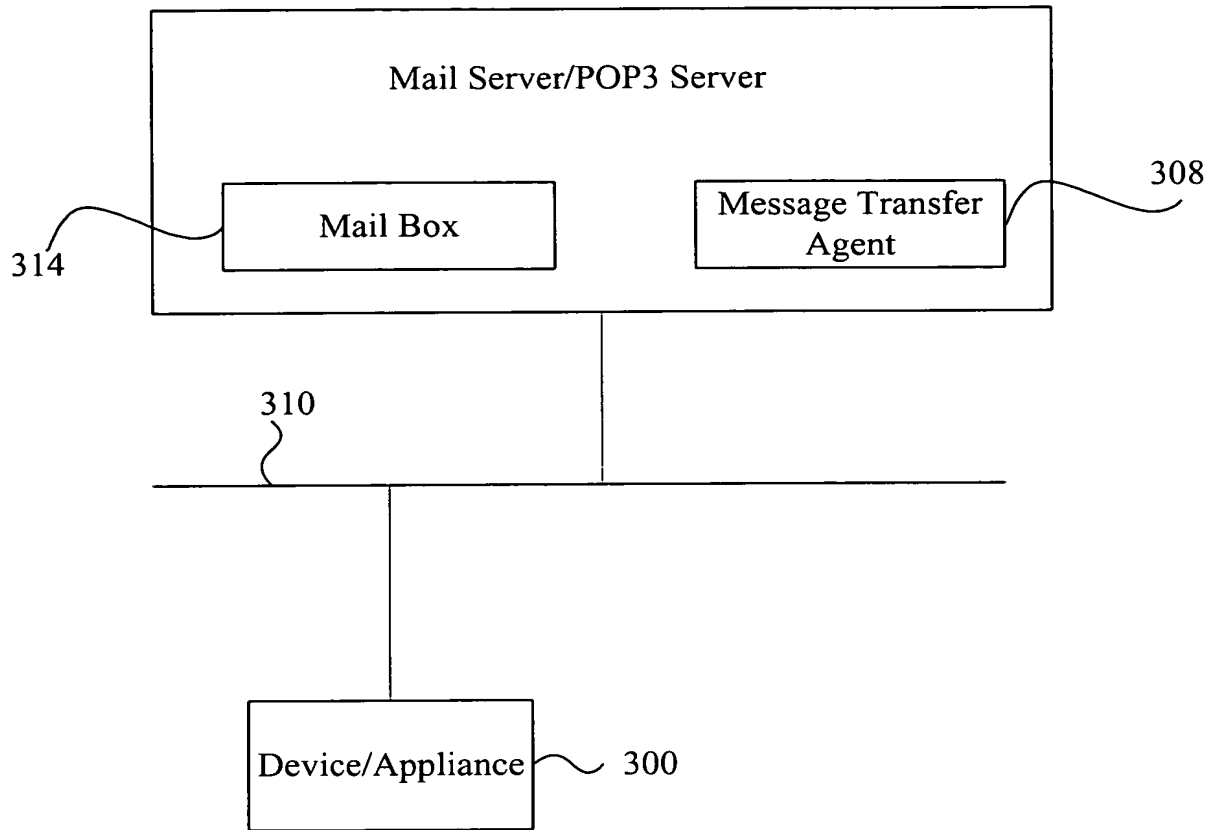 Mail Server/POP3 Server
308
Mail Box
Message Transfer
Agent
314
310
Device/Appliance
300